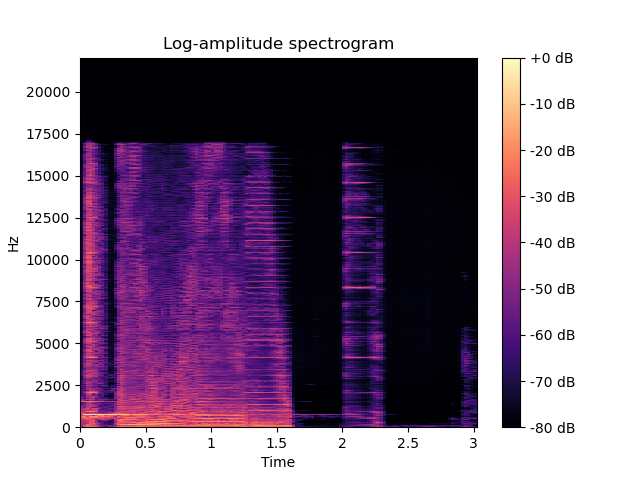 Log-amplitude spectrogram
+0 dB
20000
-10 dB
17500
-20 dB
15000
-30 dB
12500
Hz
-40 dB
10000
-50 dB
7500
-60 dB
5000
-70 dB
2500
0
-80 dB
0 0.5 1 1.5 2 2.5 3
Time